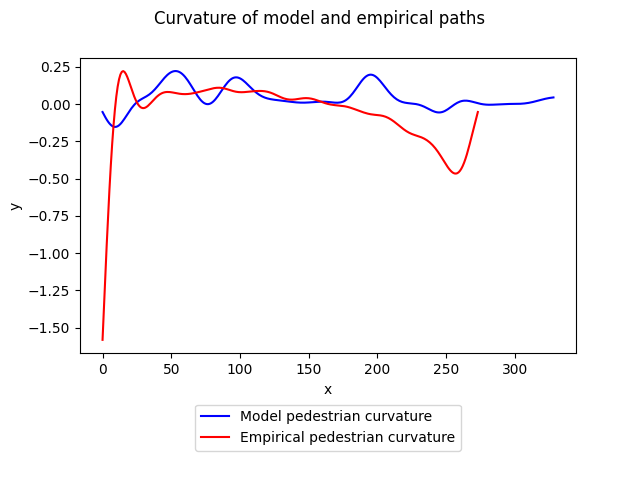 Curvature of model and empirical paths
0.25
0.00
−0.25
−0.50
−0.75
−1.00
−1.25
−1.50
y
0 50 100 150 200 250 300
x
Model pedestrian curvature
Empirical pedestrian curvature